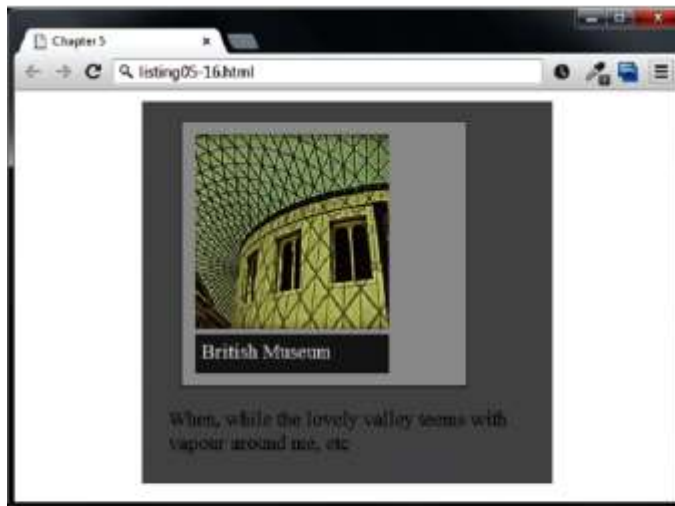 Chapter 5
listing05-16.html
British Museum
When, while the lovely valley teems with
vapour around me, etc